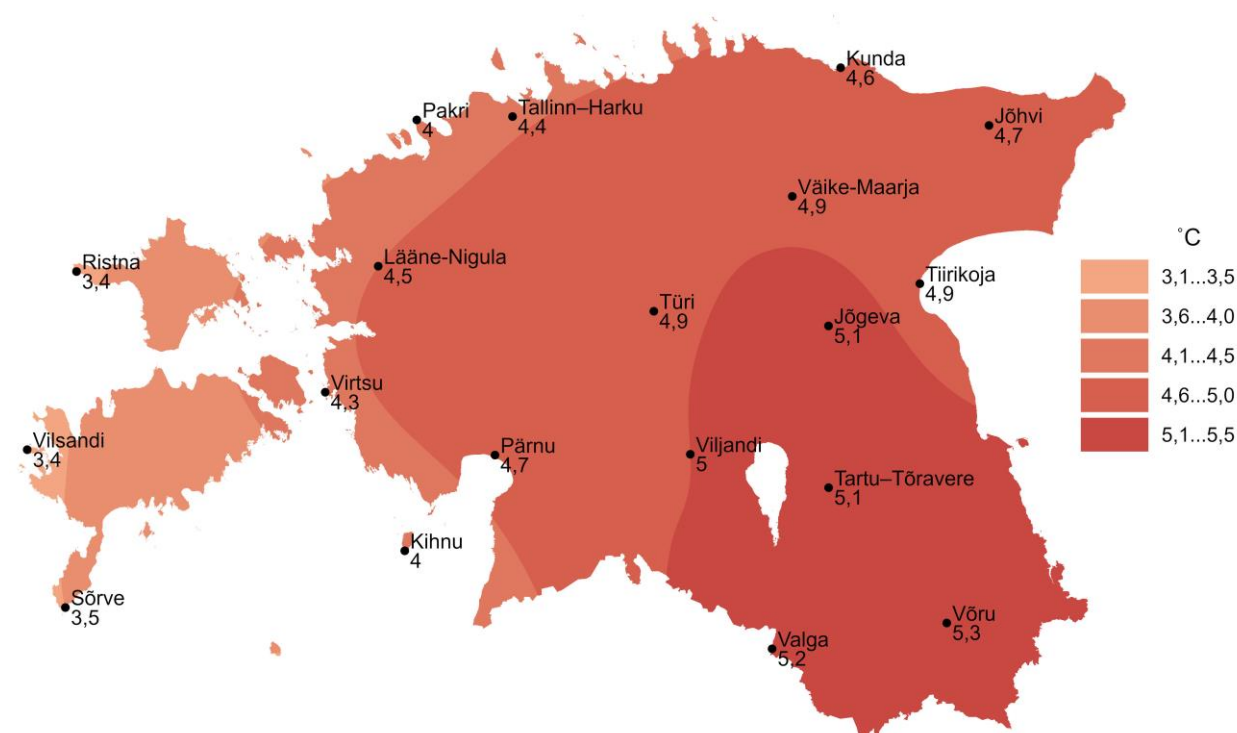 Kunda
4,6
Pakri
4
Tallinn–Harku
4,4
Jõhvi
4,7
Väike-Maarja
4,9
Ristna
3,4
Lääne-Nigula
4,5
Tiirikoja
4,9
Türi
4,9
Jõgeva
5,1
Virtsu
4,3
Vilsandi
3,4
Pärnu
4,7
Viljandi
5
Tartu–Tõravere
5,1
Kihnu
4
Sõrve
3,5
Võru
5,3
Valga
5,2
°C
3,1...3,5
3,6...4,0
4,1...4,5
4,6...5,0
5,1...5,5